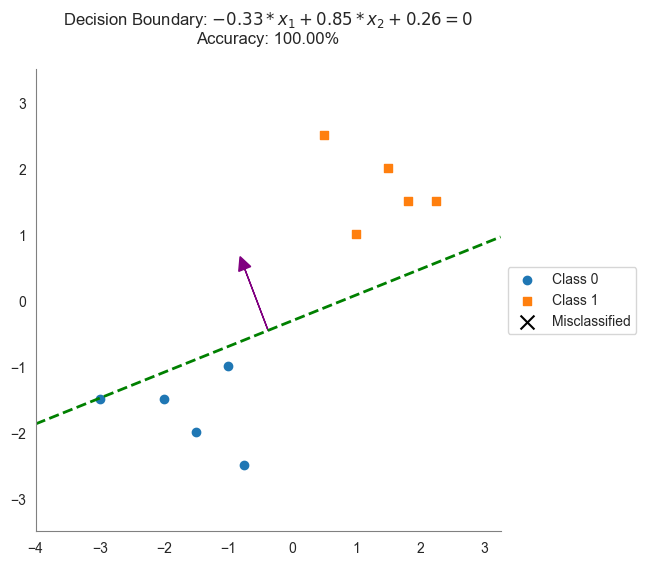 Decision Boundary: −0.33 * x₁ + 0.85 * x₂ + 0.26 = 0
Accuracy: 100.00%
3
2
1
0
−1
−2
−3
−4 −3 −2 −1 0 1 2 3
Class 0
Class 1
Misclassified